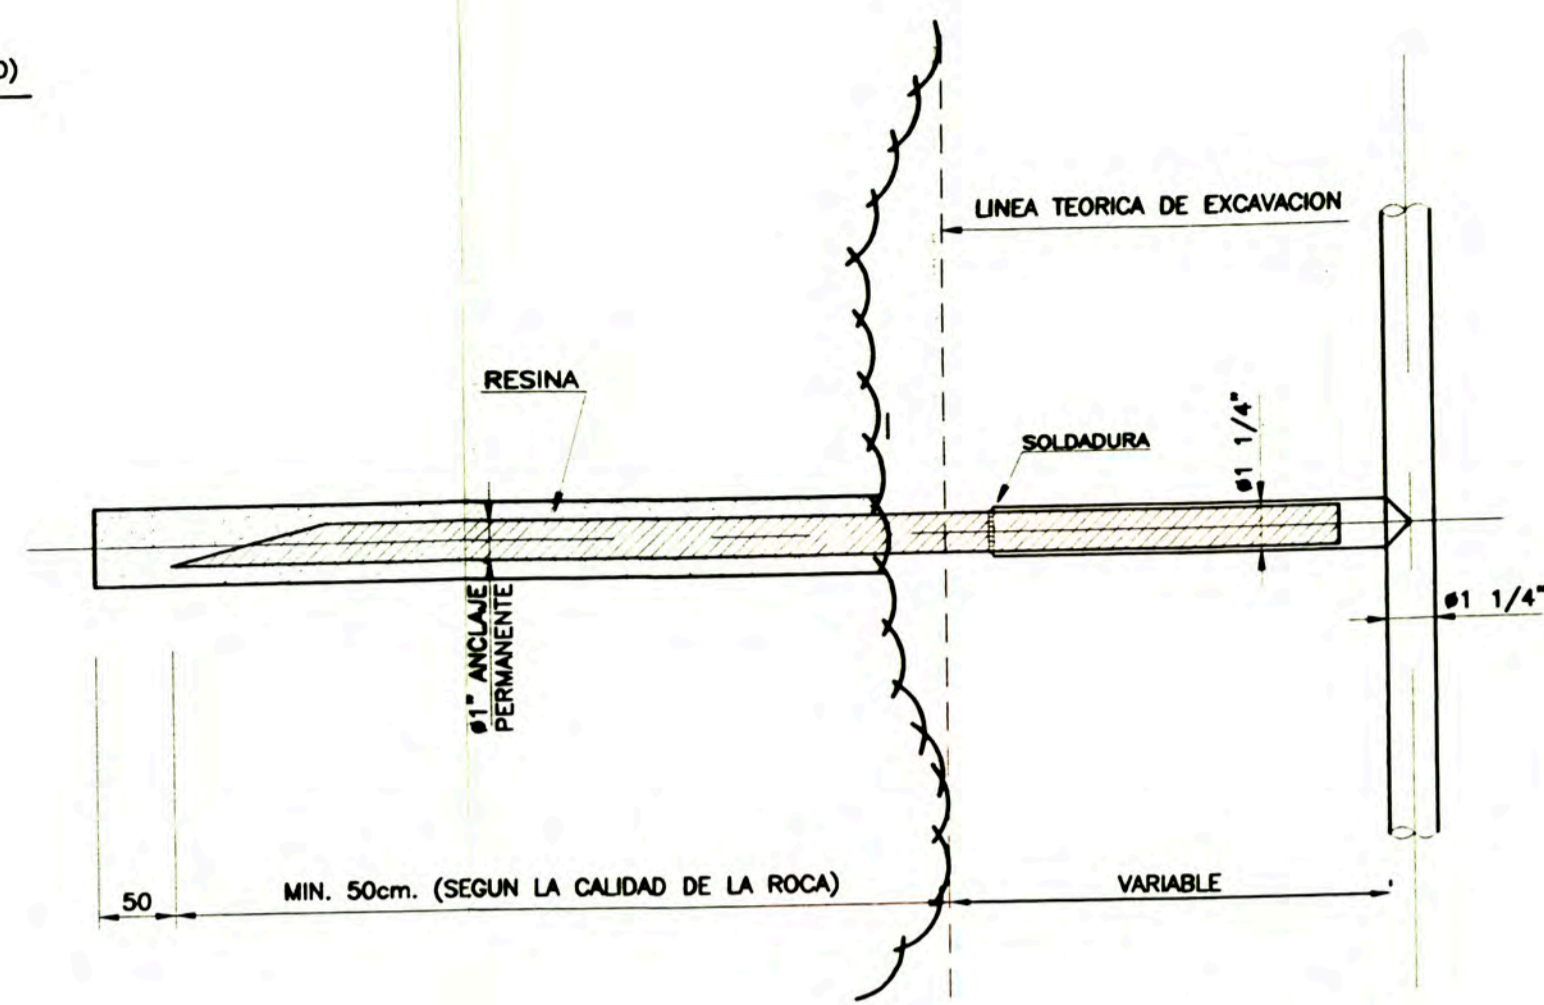 LINEA TEORICA DE EXCAVACION
RESINA
SOLDADURA
ø1 1/4"
ø1" ANCLAJE
PERMANENTE
ø1 1/4"
50
MIN. 50cm. (SEGUN LA CALIDAD DE LA ROCA)
VARIABLE